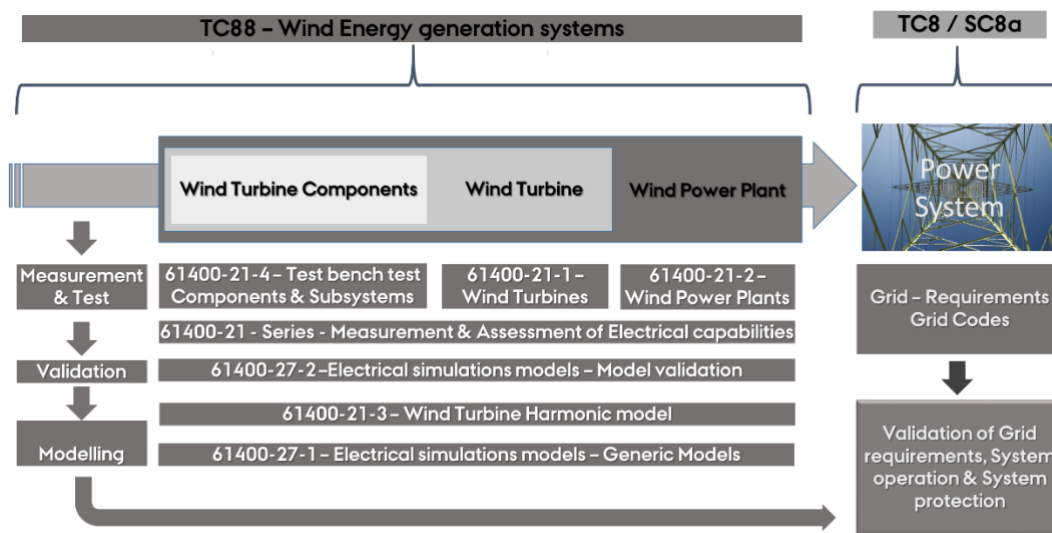 TC88 – Wind Energy generation systems
TC8 / SC8a
Wind Turbine Components
Wind Turbine
Wind Power Plant
Power
System
Measurement
& Test
61400-21-4 – Test bench test
Components & Subsystems
61400-21-1 –
Wind Turbines
61400-21-2 –
Wind Power Plants
61400-21 - Series - Measurement & Assessment of Electrical capabilities
Validation
61400-27-2 –Electrical simulations models – Model validation
Modelling
61400-21-3 – Wind Turbine Harmonic model
61400-27-1 – Electrical simulations models – Generic Models
Grid – Requirements
Grid Codes
Validation of Grid
requirements, System
operation & System
protection